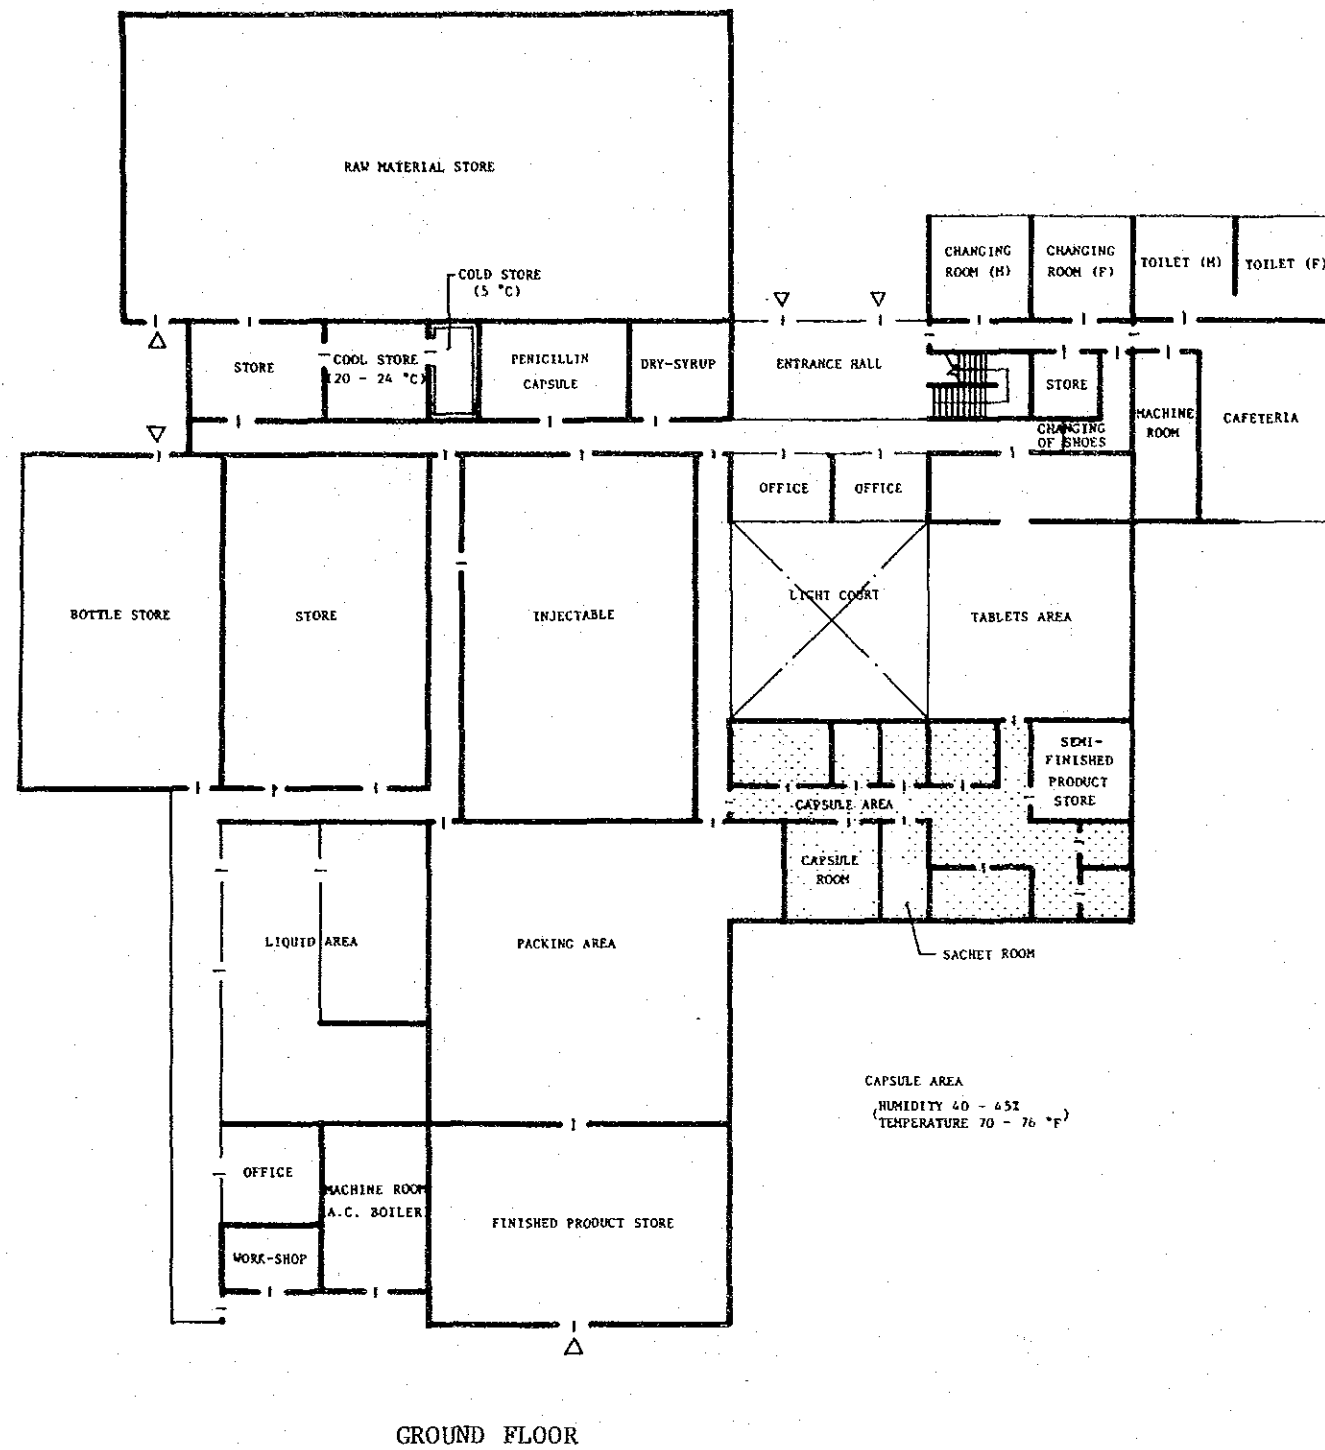 RAW MATERIAL STORE
COLD STORE
(5 °C)
CHANGING
ROOM (M)
CHANGING
ROOM (F)
TOILET (M)
TOILET (F)
STORE
COOL STORE
(20 - 24 °C)
PENICILLIN
CAPSULE
DRY-SYRUP
ENTRANCE HALL
STORE
CHANGING
OF SHOES
MACHINE
ROOM
CAFETERIA
OFFICE
OFFICE
BOTTLE STORE
STORE
INJECTABLE
LIGHT COURT
TABLETS AREA
SEMI-
FINISHED
PRODUCT
STORE
CAPSULE AREA
CAPSULE
ROOM
LIQUID AREA
PACKING AREA
SACHET ROOM
CAPSULE AREA
(HUMIDITY 40 - 45%
TEMPERATURE 70 - 76 °F)
OFFICE
MACHINE ROOM
A.C. BOILER
FINISHED PRODUCT STORE
WORK-SHOP
GROUND FLOOR